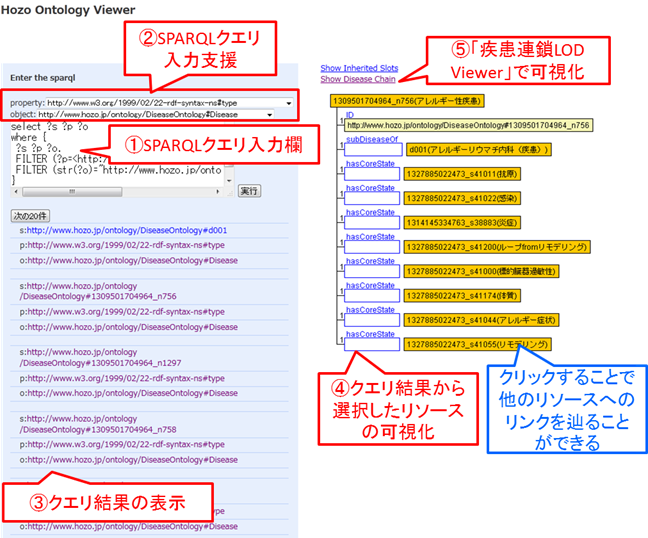 Hozo Ontology Viewer
②SPARQLクエリ
入力支援
Enter the sparql
property: http://www.w3.org/1999/02/22-rdf-syntax-ns#type
object: http://www.hozo.jp/ontology/DiseaseOntology#Disease
select ?s ?p ?o
where {
?s ?p ?o.
FILTER (?p=<http:/
FILTER (str(?o)="http://www.hozo.jp/onto
}
①SPARQLクエリ入力欄
実行
次の20件
s:http://www.hozo.jp/ontology/DiseaseOntology#d001
p:http://www.w3.org/1999/02/22-rdf-syntax-ns#type
o:http://www.hozo.jp/ontology/DiseaseOntology#Disease
s:http://www.hozo.jp/ontology
/DiseaseOntology#1309501704964_n756
p:http://www.w3.org/1999/02/22-rdf-syntax-ns#type
o:http://www.hozo.jp/ontology/DiseaseOntology#Disease
s:http://www.hozo.jp/ontology
/DiseaseOntology#1309501704964_n1297
p:http://www.w3.org/1999/02/22-rdf-syntax-ns#type
o:http://www.hozo.jp/ontology/DiseaseOntology#Disease
s:http://www.hozo.jp/ontology
/DiseaseOntology#1309501704964_n758
p:http://www.w3.org/1999/02/22-rdf-syntax-ns#type
o:http://www.hozo.jp/ontology/DiseaseOntology#Disease
③クエリ結果の表示
type
o:http://www.hozo.jp/ontology/DiseaseOntology#Disease
Show Inherited Slots
Show Disease Chain
⑤「疾患連鎖LOD
Viewer」で可視化
1309501704964_n756(アレルギー性疾患)
ID
1 http://www.hozo.jp/ontology/DiseaseOntology#1309501704964_n756
subDiseaseOf
1 d001(アレルギーリウマチ内科（疾患）)
hasCoreState
1 1327885022473_s41011(抗原)
hasCoreState
1 1327885022473_s41022(感染)
hasCoreState
1 1314145334763_s38883(炎症)
hasCoreState
1 1327885022473_s41200(ループfromリモデリング)
hasCoreState
1 1327885022473_s41000(標的臓器過敏性)
hasCoreState
1 1327885022473_s41174(体質)
hasCoreState
1 1327885022473_s41044(アレルギー症状)
hasCoreState
1 1327885022473_s41055(リモデリング)
④クエリ結果から
選択したリソース
の可視化
クリックすることで
他のリソースへの
リンクを辿ること
ができる